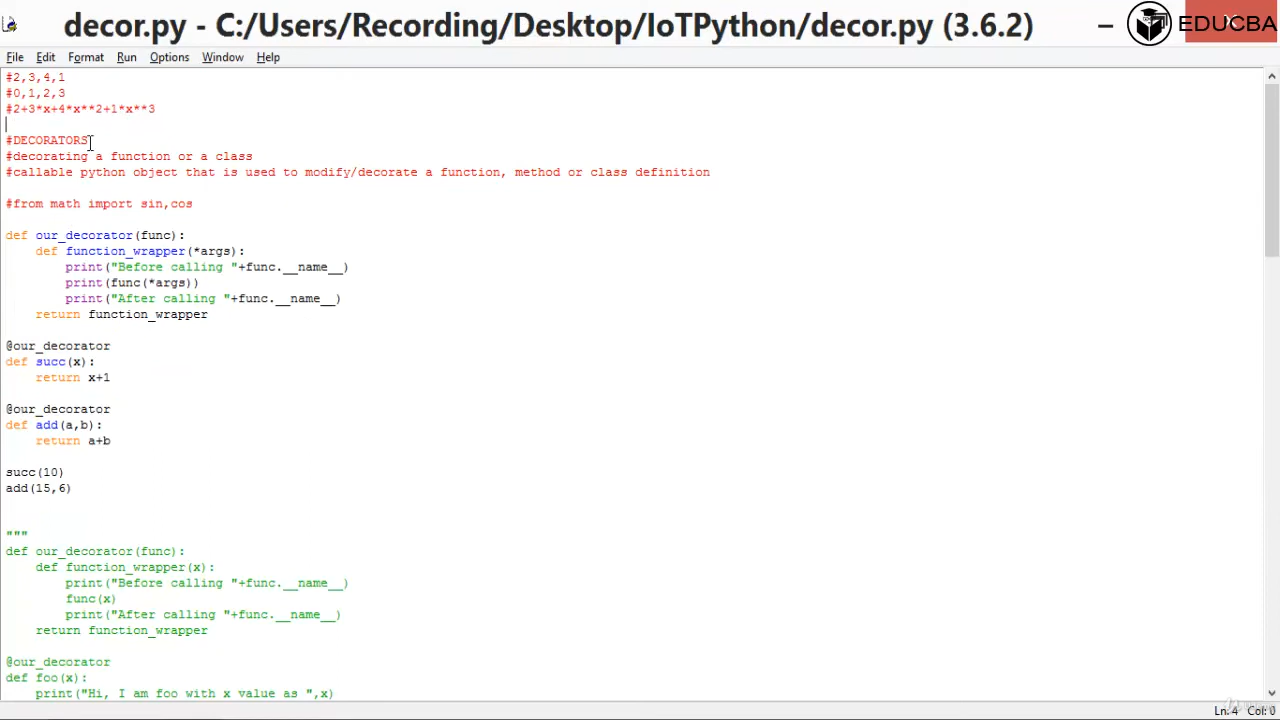 decor.py - C:/Users/Recording/Desktop/IoTPython/decor.py (3.6.2)
EDUCBA
File Edit Format Run Options Window Help
#2,3,4,1
#0,1,2,3
#2+3*x+4*x**2+1*x**3
#DECORATORS
#decorating a function or a class
#callable python object that is used to modify/decorate a function, method or class definition
#from math import sin,cos
def our_decorator(func):
    def function_wrapper(*args):
        print("Before calling "+func.__name__)
        print(func(*args))
        print("After calling "+func.__name__)
    return function_wrapper
@our_decorator
def succ(x):
    return x+1
@our_decorator
def add(a,b):
    return a+b
succ(10)
add(15,6)
"""
def our_decorator(func):
    def function_wrapper(x):
        print("Before calling "+func.__name__)
        func(x)
        print("After calling "+func.__name__)
    return function_wrapper
@our_decorator
def foo(x):
    print("Hi, I am foo with x value as ",x)
Ln: 4 Col: 0